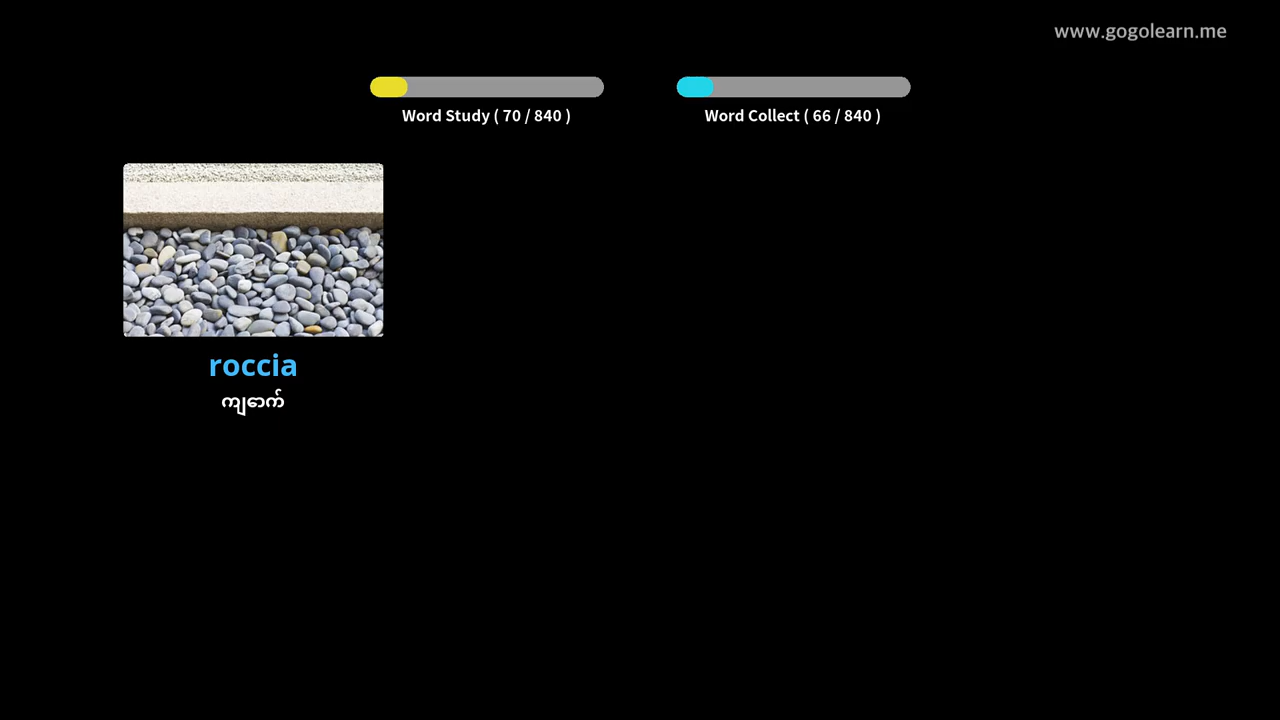 www.gogolearn.me
Word Study ( 70 / 840 )
Word Collect ( 66 / 840 )
roccia
ကျောက်